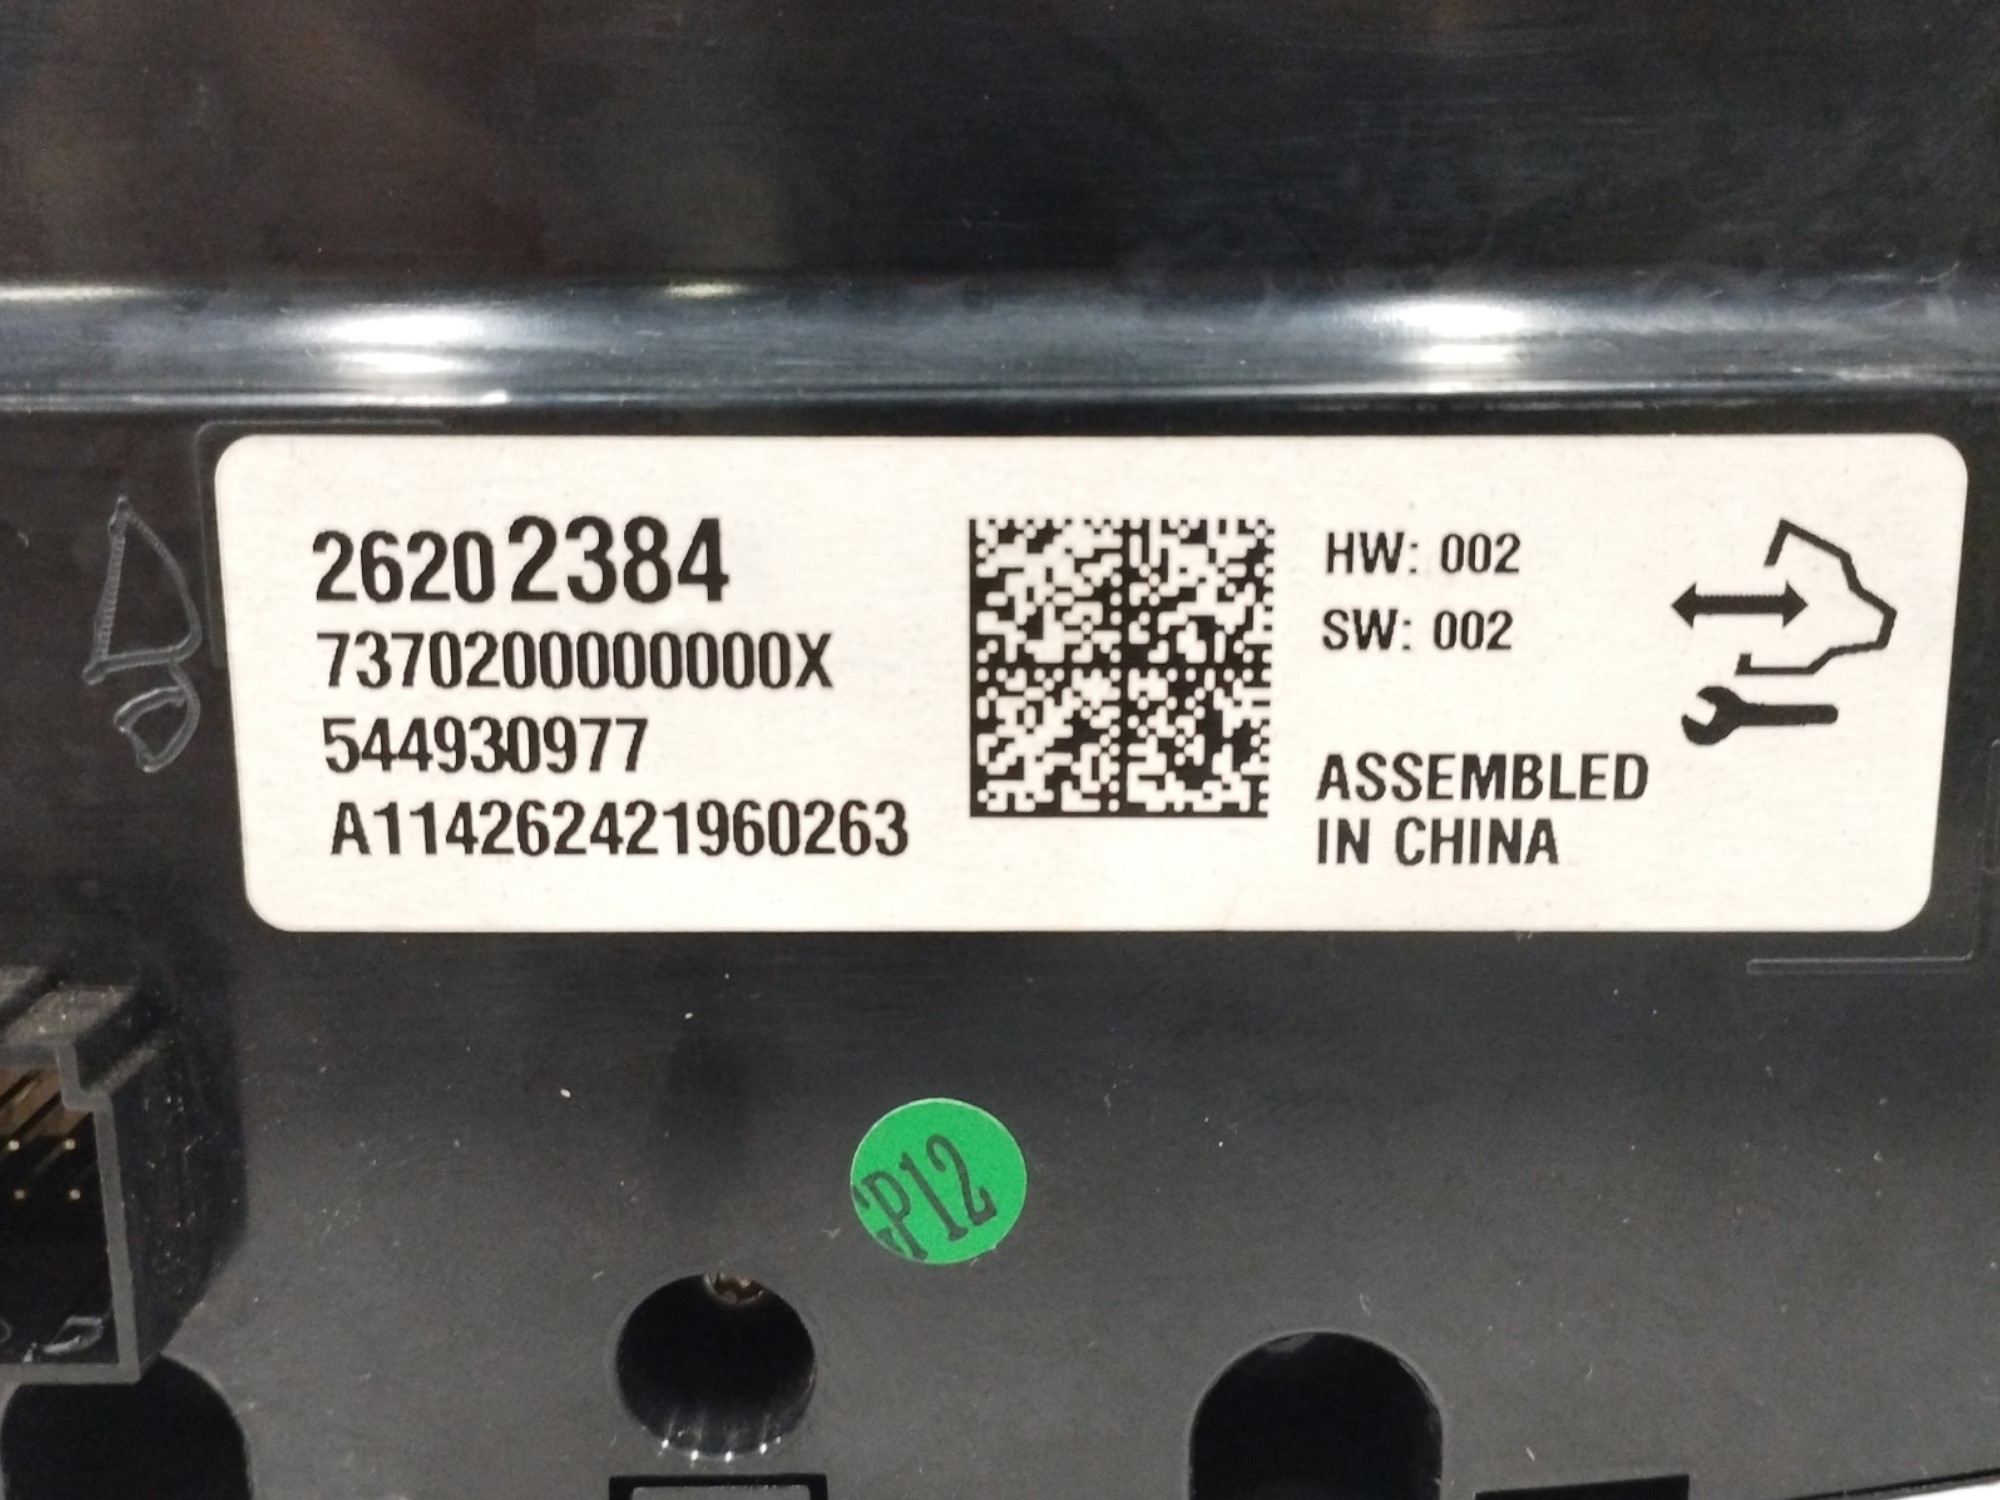 26202384
7370200000000X
544930977
A114262421960263
HW: 002
SW: 002
ASSEMBLED
IN CHINA
P12